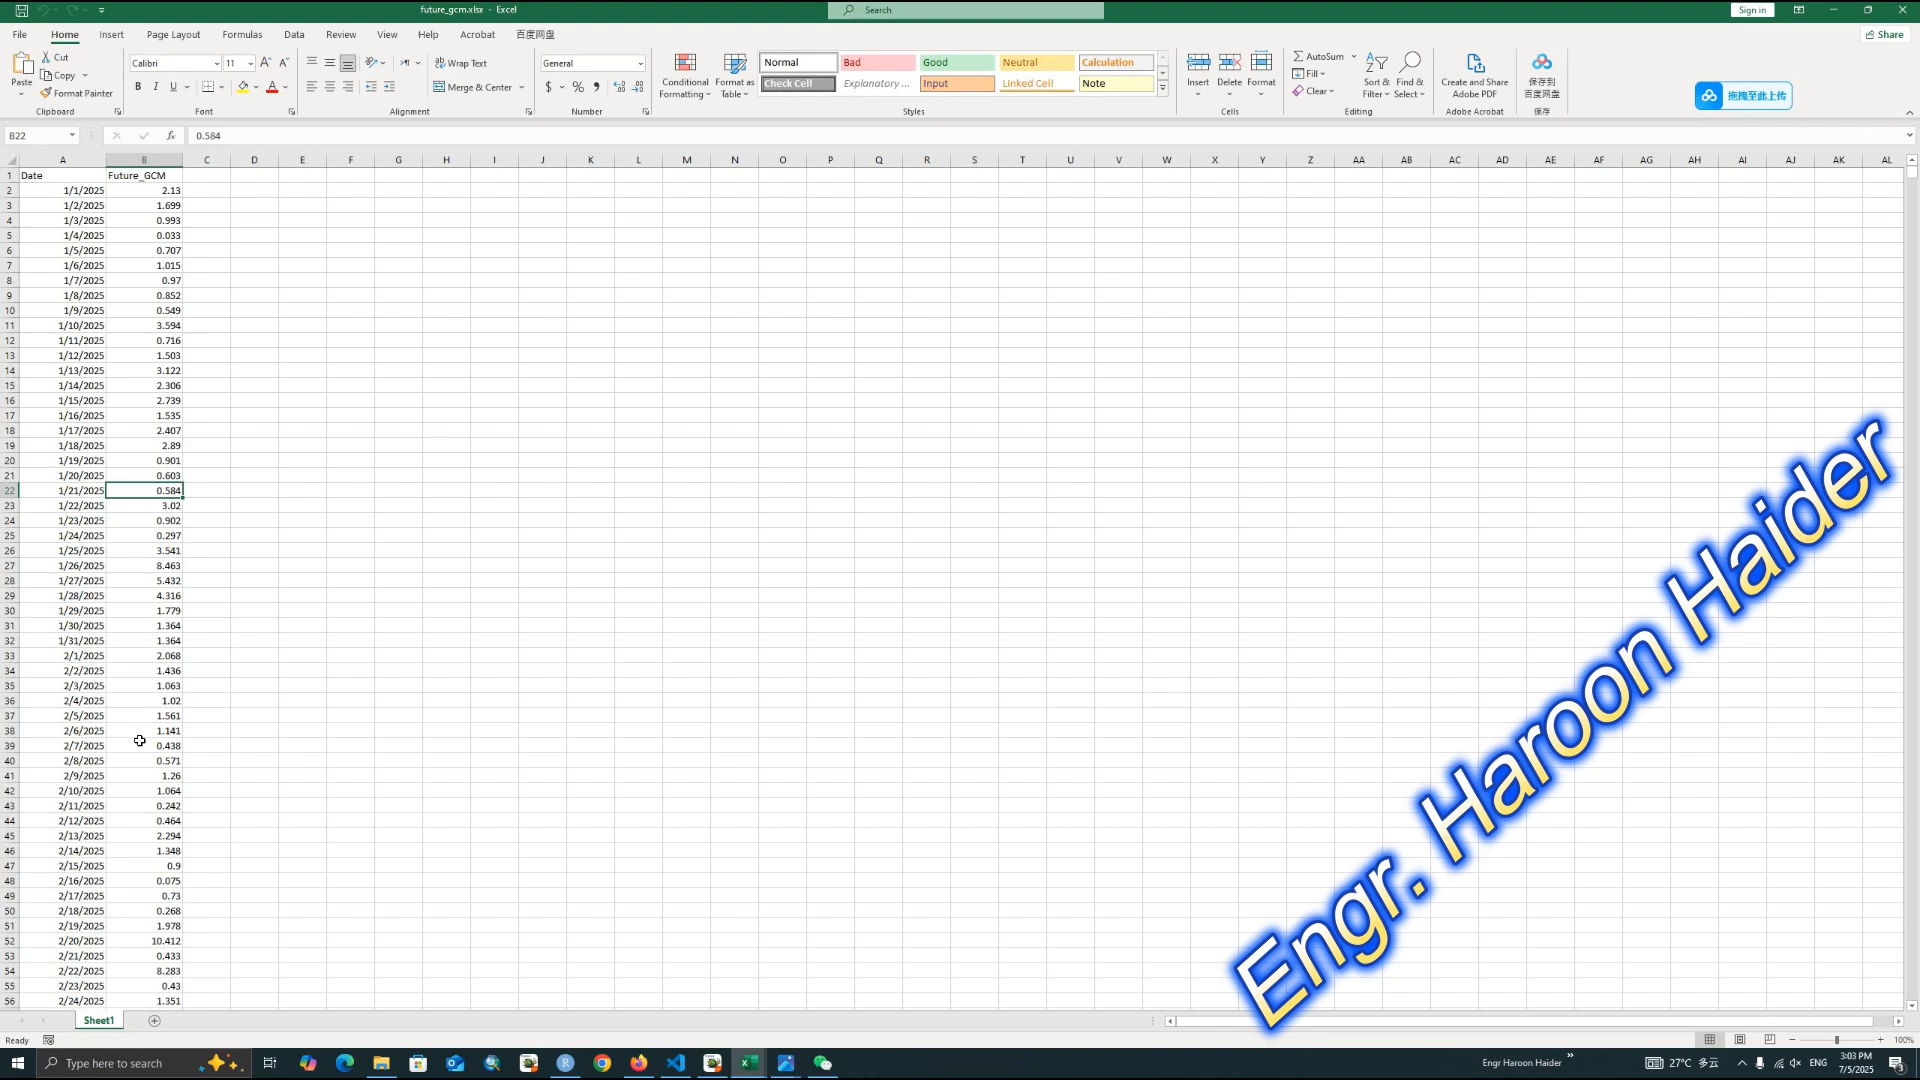 future_gcm.xlsx - Excel
Search
Sign in
File Home Insert Page Layout Formulas Data Review View Help Acrobat 百度网盘
Share
Paste
Cut
Copy
Format Painter
Clipboard
Calibri 11
B I U
Font
Wrap Text
Merge & Center
Alignment
General
$ % ,
Number
Conditional Formatting
Format as Table
Normal Bad Good Neutral Calculation
Check Cell Explanatory ... Input Linked Cell Note
Styles
Insert Delete Format
Cells
AutoSum
Fill
Clear
Sort & Filter
Find & Select
Editing
Create and Share Adobe PDF
Adobe Acrobat
保存到 百度网盘
保存
拖拽至此上传
B22 fx 0.584
A B C D E F G H I J K L M N O P Q R S T U V W X Y Z AA AB AC AD AE AF AG AH AI AJ AK AL
1 Date Future_GCM
2 1/1/2025 2.13
3 1/2/2025 1.699
4 1/3/2025 0.993
5 1/4/2025 0.033
6 1/5/2025 0.707
7 1/6/2025 1.015
8 1/7/2025 0.97
9 1/8/2025 0.852
10 1/9/2025 0.549
11 1/10/2025 3.594
12 1/11/2025 0.716
13 1/12/2025 1.503
14 1/13/2025 3.122
15 1/14/2025 2.306
16 1/15/2025 2.739
17 1/16/2025 1.535
18 1/17/2025 2.407
19 1/18/2025 2.89
20 1/19/2025 0.901
21 1/20/2025 0.603
22 1/21/2025 0.584
23 1/22/2025 3.02
24 1/23/2025 0.902
25 1/24/2025 0.297
26 1/25/2025 3.541
27 1/26/2025 8.463
28 1/27/2025 5.432
29 1/28/2025 4.316
30 1/29/2025 1.779
31 1/30/2025 1.364
32 1/31/2025 1.364
33 2/1/2025 2.068
34 2/2/2025 1.436
35 2/3/2025 1.063
36 2/4/2025 1.02
37 2/5/2025 1.561
38 2/6/2025 1.141
39 2/7/2025 0.438
40 2/8/2025 0.571
41 2/9/2025 1.26
42 2/10/2025 1.064
43 2/11/2025 0.242
44 2/12/2025 0.464
45 2/13/2025 2.294
46 2/14/2025 1.348
47 2/15/2025 0.9
48 2/16/2025 0.075
49 2/17/2025 0.73
50 2/18/2025 0.268
51 2/19/2025 1.978
52 2/20/2025 10.412
53 2/21/2025 0.433
54 2/22/2025 8.283
55 2/23/2025 0.43
56 2/24/2025 1.351
Engr. Haroon Haider
Sheet1
Ready
100%
Type here to search
Engr Haroon Haider
27°C 多云
ENG
3:03 PM
7/5/2025
3